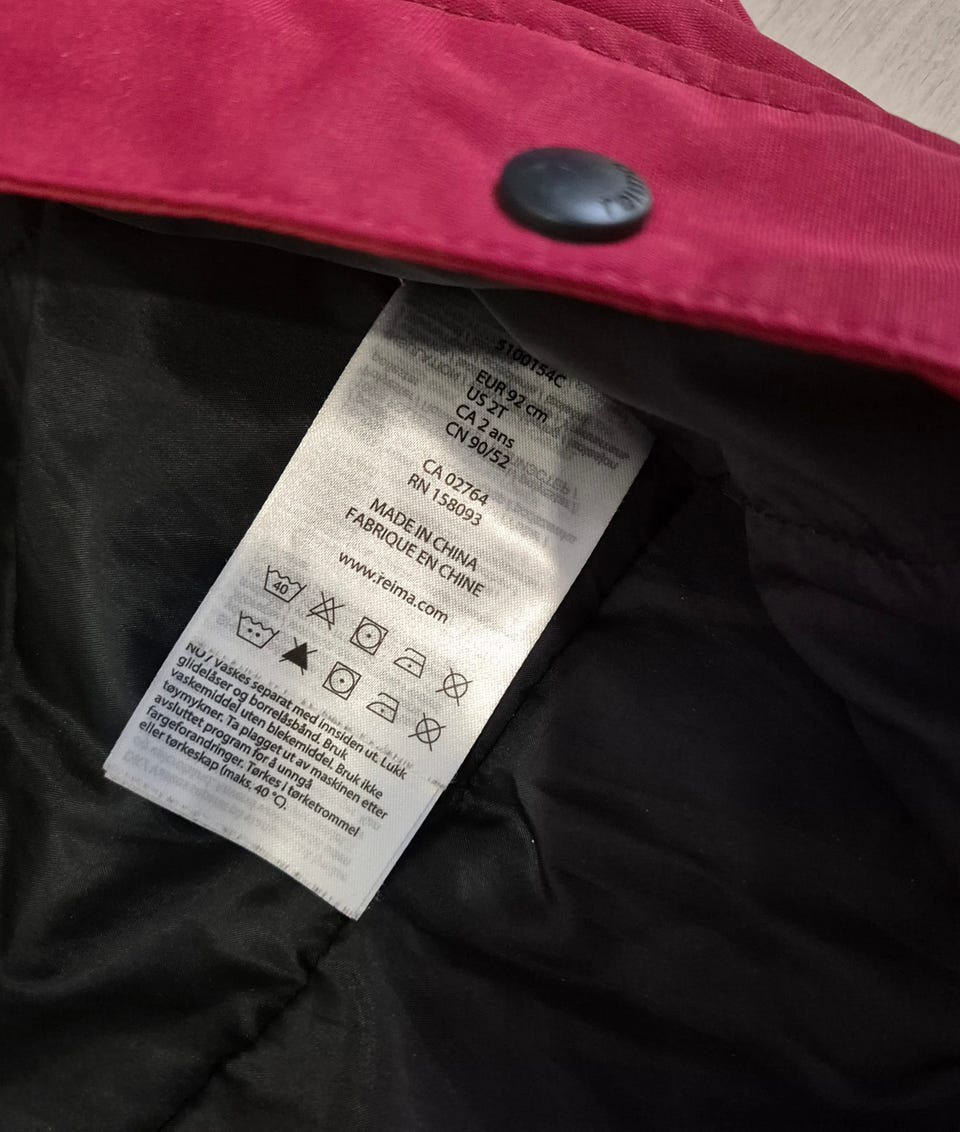 reima
5100154C
EUR 92 cm
US 2T
CA 2 ans
CN 90/52
CA 02764
RN 158093
MADE IN CHINA
FABRIQUE EN CHINE
www.reima.com
40
NO / Vaskes separat med innsiden ut. Lukk
glidelåser og borrelåsbånd. Bruk
vaskemiddel uten blekemiddel. Bruk ikke
tøymykner. Ta plagget ut av maskinen etter
avsluttet program for å unngå
fargeforandringer. Tørkes i tørketrommel
eller tørkeskap (maks. 40 °C).